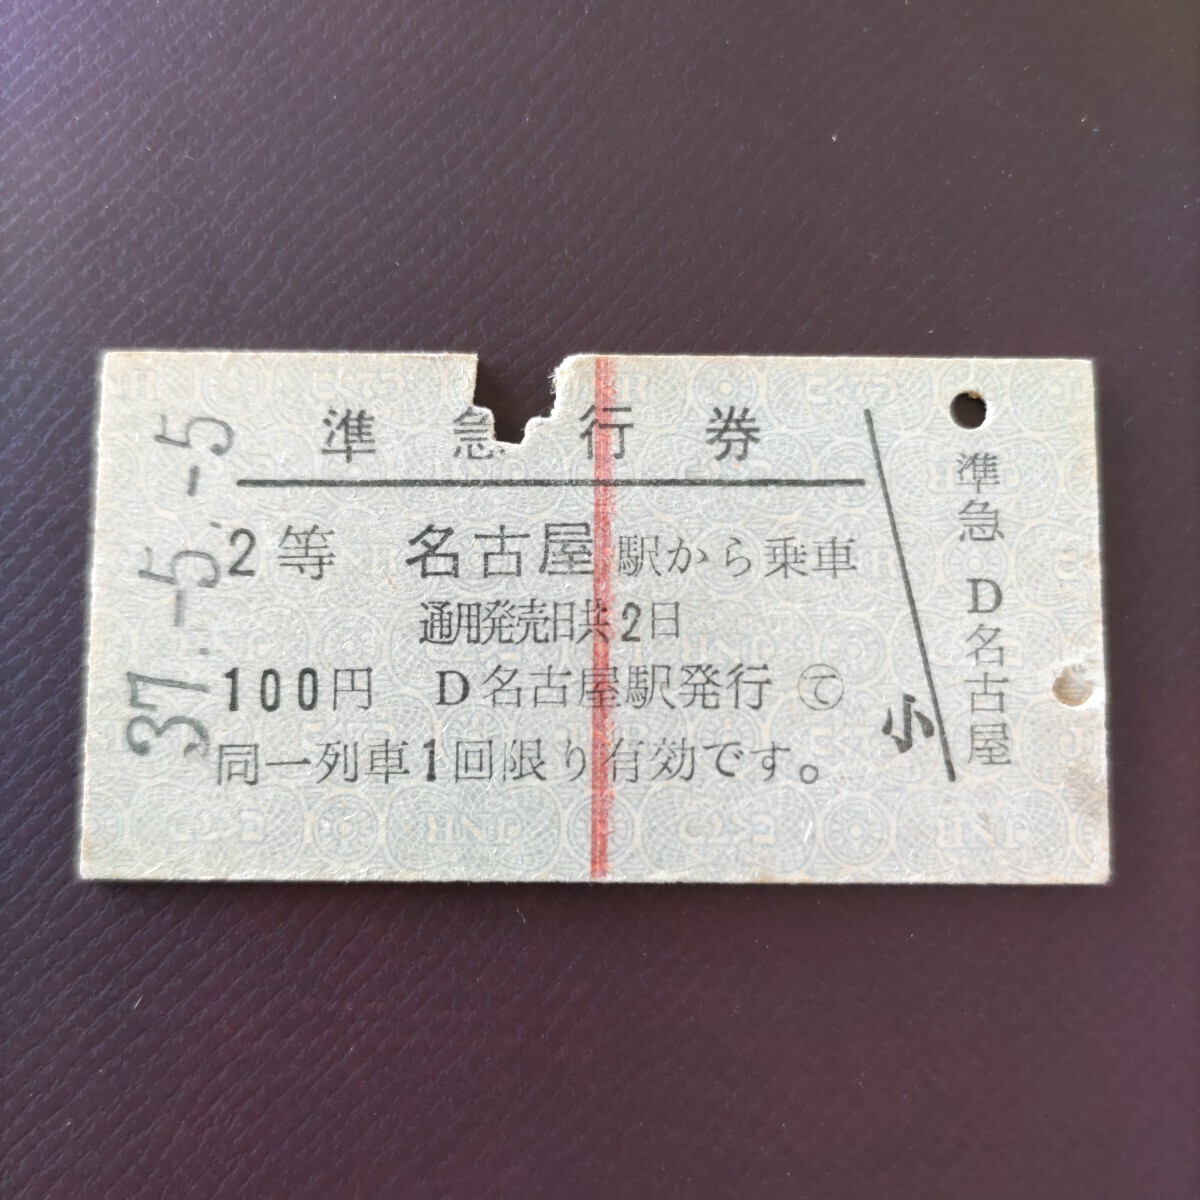 準急行券
2等 名古屋駅から乗車
通用発売日共2日
100円 D名古屋駅発行 ㋢
同一列車1回限り有効です。
37.-5.-5
小
準急 D名古屋